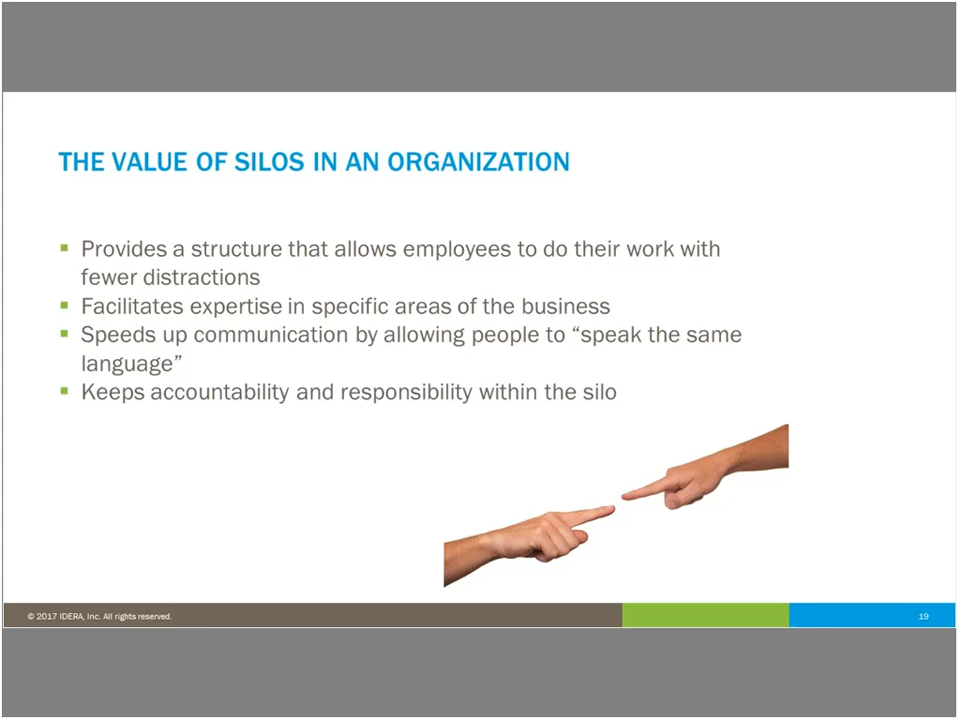 THE VALUE OF SILOS IN AN ORGANIZATION
▪ Provides a structure that allows employees to do their work with
fewer distractions
▪ Facilitates expertise in specific areas of the business
▪ Speeds up communication by allowing people to “speak the same
language”
▪ Keeps accountability and responsibility within the silo
© 2017 IDERA, Inc. All rights reserved.
19